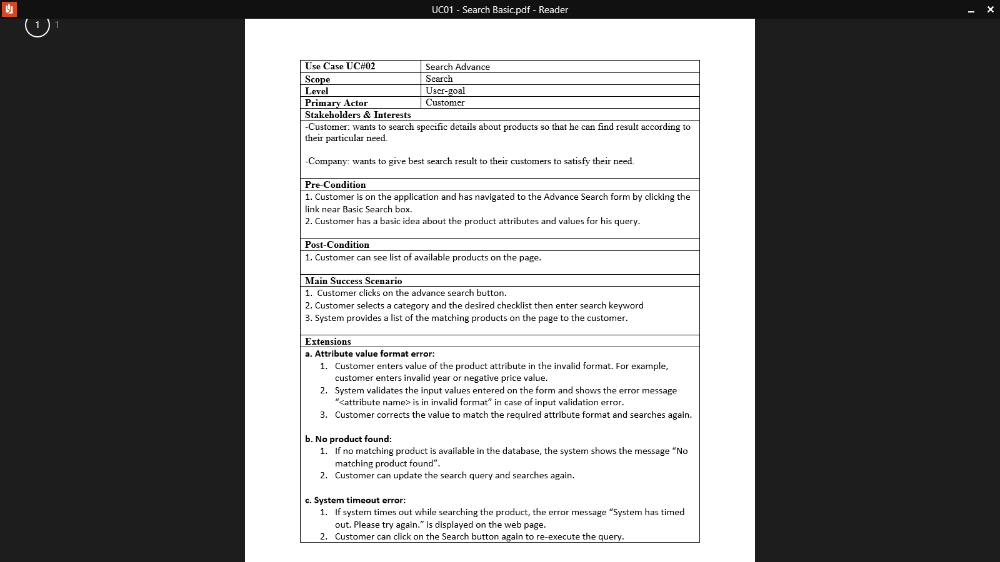 UC01 - Search Basic.pdf - Reader
1 1
Use Case UC#02 Search Advance
Scope Search
Level User-goal
Primary Actor Customer
Stakeholders & Interests
-Customer: wants to search specific details about products so that he can find result according to
their particular need.
-Company: wants to give best search result to their customers to satisfy their need.
Pre-Condition
1. Customer is on the application and has navigated to the Advance Search form by clicking the
link near Basic Search box.
2. Customer has a basic idea about the product attributes and values for his query.
Post-Condition
1. Customer can see list of available products on the page.
Main Success Scenario
1. Customer clicks on the advance search button.
2. Customer selects a category and the desired checklist then enter search keyword
3. System provides a list of the matching products on the page to the customer.
Extensions
a. Attribute value format error:
1. Customer enters value of the product attribute in the invalid format. For example,
customer enters invalid year or negative price value.
2. System validates the input values entered on the form and shows the error message
“<attribute name> is in invalid format” in case of input validation error.
3. Customer corrects the value to match the required attribute format and searches again.
b. No product found:
1. If no matching product is available in the database, the system shows the message “No
matching product found”.
2. Customer can update the search query and searches again.
c. System timeout error:
1. If system times out while searching the product, the error message “System has timed
out. Please try again.” is displayed on the web page.
2. Customer can click on the Search button again to re-execute the query.